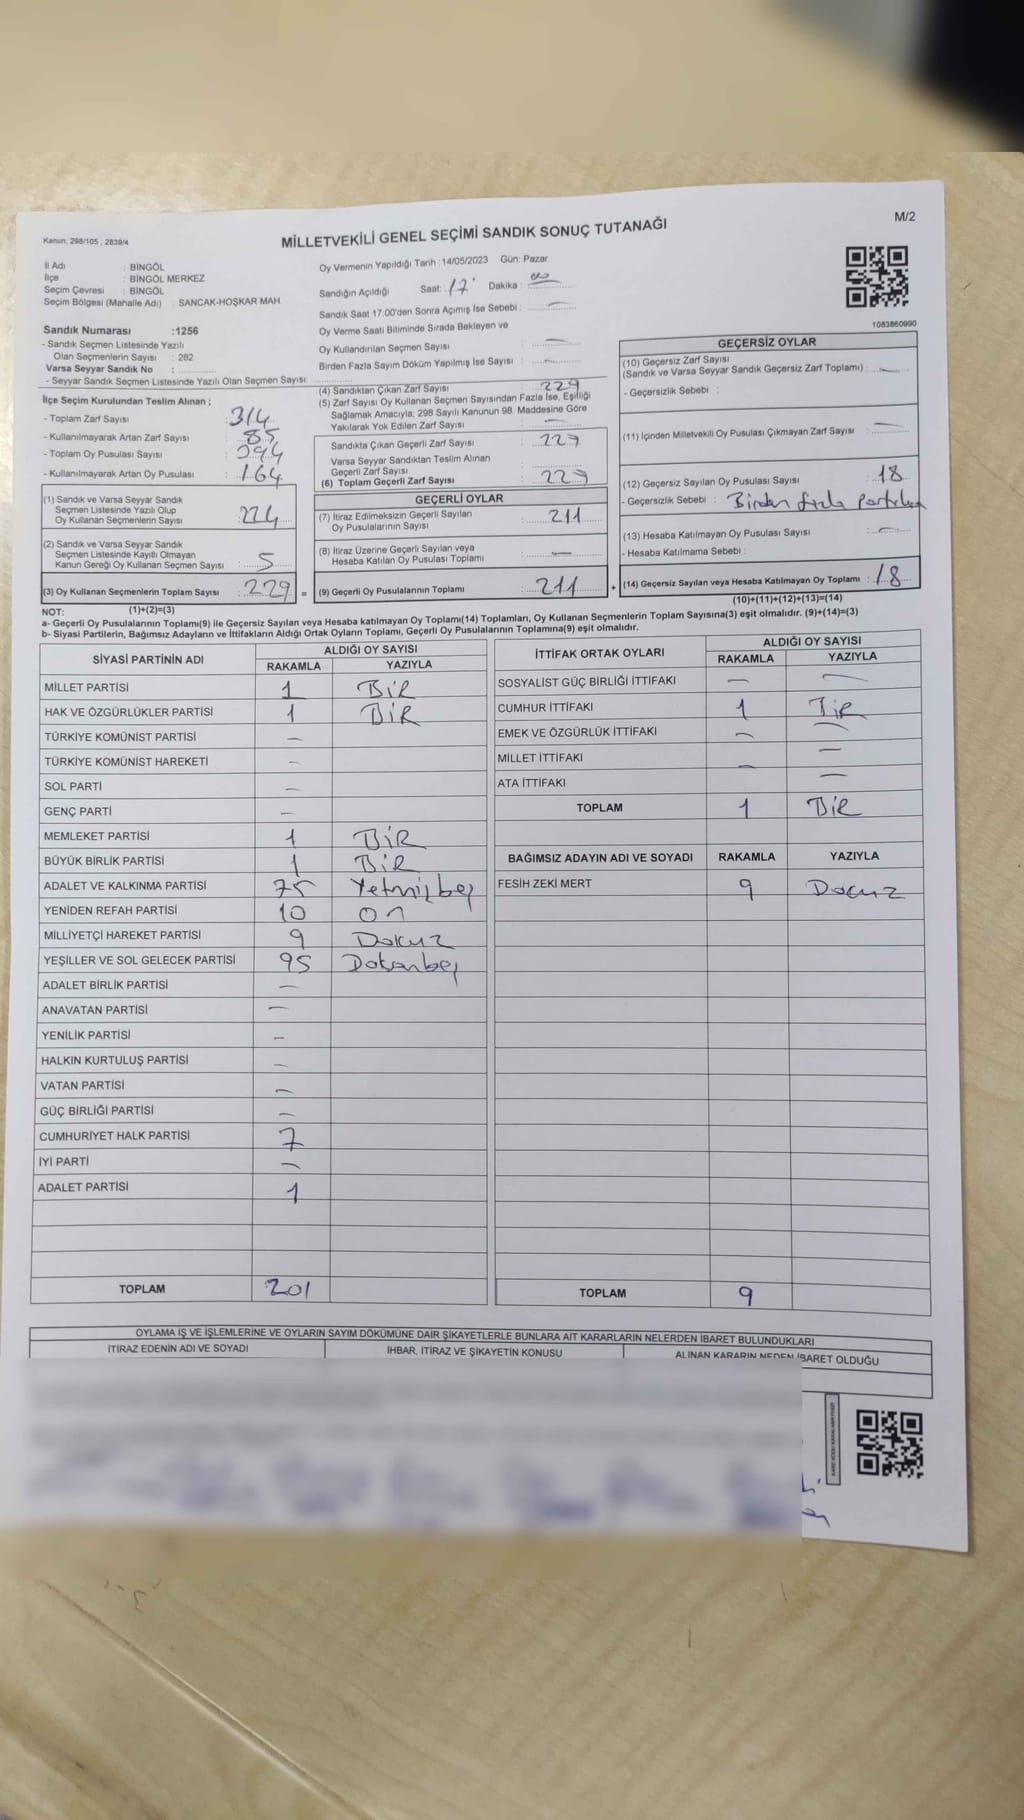 M/2
Kanun; 298/105 , 2839/4
MİLLETVEKİLİ GENEL SEÇİMİ SANDIK SONUÇ TUTANAĞI
İl Adı : BİNGÖL
İlçe : BİNGÖL MERKEZ
Seçim Çevresi : BİNGÖL
Seçim Bölgesi (Mahalle Adı) : SANCAK-HOŞKAR MAH.
Sandık Numarası :1256
- Sandık Seçmen Listesinde Yazılı
Olan Seçmenlerin Sayısı : 282
Varsa Seyyar Sandık No :
- Seyyar Sandık Seçmen Listesinde Yazılı Olan Seçmen Sayısı :
İlçe Seçim Kurulundan Teslim Alınan ;
- Toplam Zarf Sayısı : 314
- Kullanılmayarak Artan Zarf Sayısı : 85
- Toplam Oy Pusulası Sayısı : 394
- Kullanılmayarak Artan Oy Pusulası : 164
(1) Sandık ve Varsa Seyyar Sandık
Seçmen Listesinde Yazılı Olup
Oy Kullanan Seçmenlerin Sayısı : 224
(2) Sandık ve Varsa Seyyar Sandık
Seçmen Listesinde Kayıtlı Olmayan
Kanun Gereği Oy Kullanan Seçmen Sayısı : 5
(3) Oy Kullanan Seçmenlerin Toplam Sayısı : 229 =
(1)+(2)=(3)
Oy Vermenin Yapıldığı Tarih :14/05/2023 Gün: Pazar
Sandığın Açıldığı Saat: 17 Dakika : 00
Sandık Saat 17.00'den Sonra Açımış İse Sebebi : —
Oy Verme Saati Bitiminde Sırada Bekleyen ve
Oy Kullandırılan Seçmen Sayısı : —
Birden Fazla Sayım Döküm Yapılmış İse Sayısı : —
(4) Sandıktan Çıkan Zarf Sayısı : 229
(5) Zarf Sayısı Oy Kullanan Seçmen Sayısından Fazla İse, Eşitliği
Sağlamak Amacıyla, 298 Sayılı Kanunun 98. Maddesine Göre
Yakılarak Yok Edilen Zarf Sayısı : —
Sandıkta Çıkan Geçerli Zarf Sayısı : 229
Varsa Seyyar Sandıktan Teslim Alınan
Geçerli Zarf Sayısı :
(6) Toplam Geçerli Zarf Sayısı : 229
GEÇERLİ OYLAR
(7) İtiraz Edilmeksizin Geçerli Sayılan
Oy Pusulalarının Sayısı : 211
(8) İtiraz Üzerine Geçerli Sayılan veya
Hesaba Katılan Oy Pusulası Toplamı : —
(9) Geçerli Oy Pusulalarının Toplamı : 211 +
1083860990
GEÇERSİZ OYLAR
(10) Geçersiz Zarf Sayısı
(Sandık ve Varsa Seyyar Sandık Geçersiz Zarf Toplamı) : —
- Geçersizlik Sebebi :
(11) İçinden Milletvekili Oy Pusulası Çıkmayan Zarf Sayısı : —
(12) Geçersiz Sayılan Oy Pusulası Sayısı : 18
- Geçersizlik Sebebi : Birden fazla
(13) Hesaba Katılmayan Oy Pusulası Sayısı : —
- Hesaba Katılmama Sebebi :
(14) Geçersiz Sayılan veya Hesaba Katılmayan Oy Toplamı : 18
(10)+(11)+(12)+(13)=(14)
NOT:
a- Geçerli Oy Pusulalarının Toplamı(9) ile Geçersiz Sayılan veya Hesaba katılmayan Oy Toplamı(14) Toplamları, Oy Kullanan Seçmenlerin Toplam Sayısına(3) eşit olmalıdır. (9)+(14)=(3)
b- Siyasi Partilerin, Bağımsız Adayların ve İttifakların Aldığı Ortak Oyların Toplamı, Geçerli Oy Pusulalarının Toplamına(9) eşit olmalıdır.
SİYASİ PARTİNİN ADI ALDIĞI OY SAYISI
RAKAMLA YAZIYLA
MİLLET PARTİSİ 1 BİR
HAK VE ÖZGÜRLÜKLER PARTİSİ 1 BİR
TÜRKİYE KOMÜNİST PARTİSİ —
TÜRKİYE KOMÜNİST HAREKETİ —
SOL PARTİ —
GENÇ PARTİ —
MEMLEKET PARTİSİ 1 BİR
BÜYÜK BİRLİK PARTİSİ 1 BİR
ADALET VE KALKINMA PARTİSİ 75 Yetmişbeş
YENİDEN REFAH PARTİSİ 10 On
MİLLİYETÇİ HAREKET PARTİSİ 9 Dokuz
YEŞİLLER VE SOL GELECEK PARTİSİ 95 Doksanbeş
ADALET BİRLİK PARTİSİ —
ANAVATAN PARTİSİ —
YENİLİK PARTİSİ —
HALKIN KURTULUŞ PARTİSİ —
VATAN PARTİSİ —
GÜÇ BİRLİĞİ PARTİSİ —
CUMHURİYET HALK PARTİSİ 7
İYİ PARTİ —
ADALET PARTİSİ 1
TOPLAM 201
İTTİFAK ORTAK OYLARI ALDIĞI OY SAYISI
RAKAMLA YAZIYLA
SOSYALİST GÜÇ BİRLİĞİ İTTİFAKI — —
CUMHUR İTTİFAKI 1 BİR
EMEK VE ÖZGÜRLÜK İTTİFAKI — —
MİLLET İTTİFAKI — —
ATA İTTİFAKI —
TOPLAM 1 BİR
BAĞIMSIZ ADAYIN ADI VE SOYADI RAKAMLA YAZIYLA
FESİH ZEKİ MERT 9 Dokuz
TOPLAM 9
OYLAMA İŞ VE İŞLEMLERİNE VE OYLARIN SAYIM DÖKÜMÜNE DAİR ŞİKAYETLERLE BUNLARA AİT KARARLARIN NELERDEN İBARET BULUNDUKLARI
İTİRAZ EDENİN ADI VE SOYADI İHBAR, İTİRAZ VE ŞİKAYETİN KONUSU ALINAN KARARIN NEDEN İBARET OLDUĞU